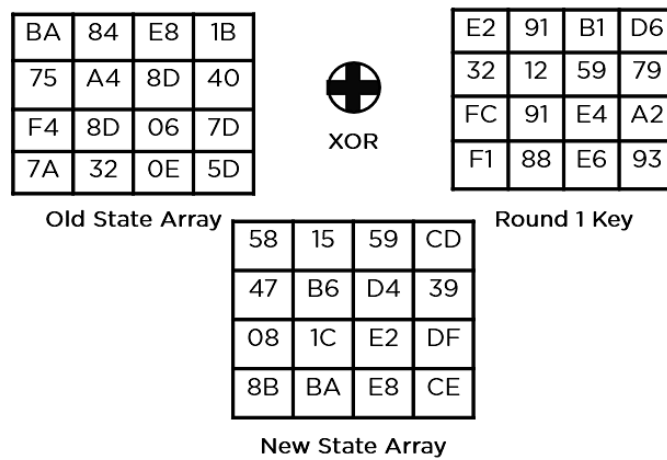 BA 84 E8 1B
75 A4 8D 40
F4 8D 06 7D
7A 32 0E 5D
Old State Array
XOR
E2 91 B1 D6
32 12 59 79
FC 91 E4 A2
F1 88 E6 93
Round 1 Key
58 15 59 CD
47 B6 D4 39
08 1C E2 DF
8B BA E8 CE
New State Array